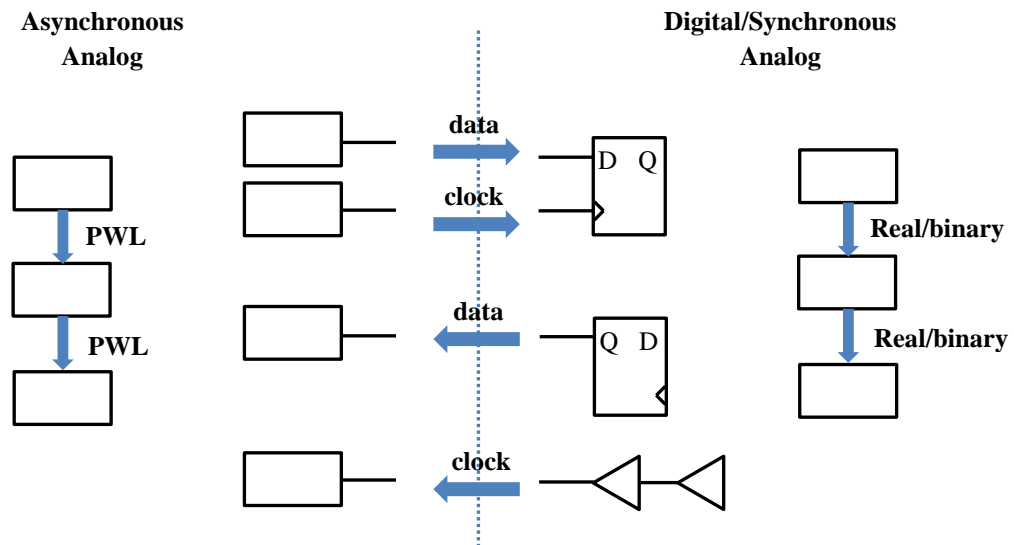 Asynchronous
Analog
Digital/Synchronous
Analog
data
D Q
clock
PWL
Real/binary
data
Q D
PWL
Real/binary
clock